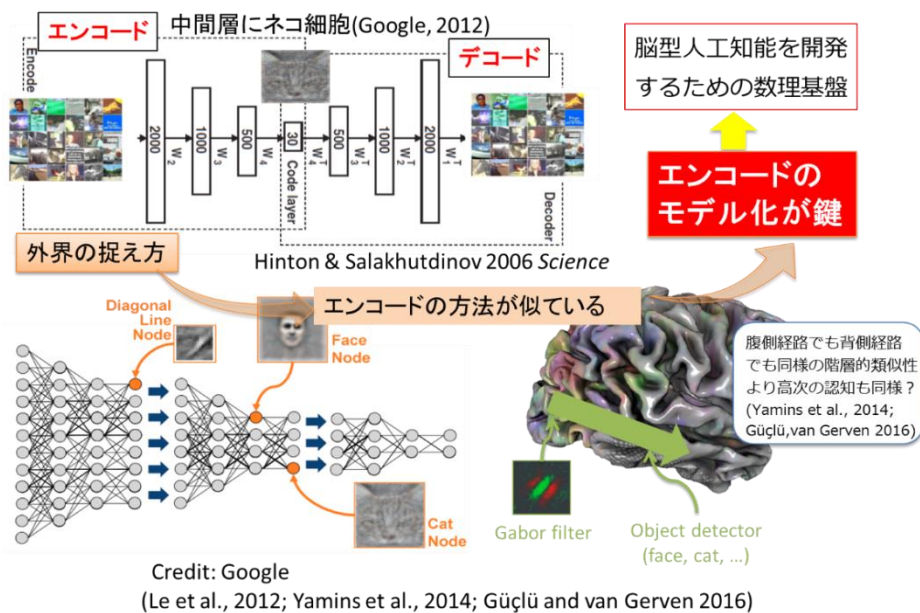 エンコード
中間層にネコ細胞(Google, 2012)
デコード
Encode
2000
W2
1000
W3
500
W4
30
Code layer
W4T
500
W3T
1000
W2T
2000
W1T
Decoder
脳型人工知能を開発
するための数理基盤
エンコードの
モデル化が鍵
外界の捉え方
Hinton & Salakhutdinov 2006 Science
エンコードの方法が似ている
Diagonal
Line
Node
Face
Node
Cat
Node
腹側経路でも背側経路
でも同様の階層的類似性
より高次の認知も同様？
(Yamins et al., 2014;
Güçlü,van Gerven 2016)
Gabor filter
Object detector
(face, cat, ...)
Credit: Google
(Le et al., 2012; Yamins et al., 2014; Güçlü and van Gerven 2016)